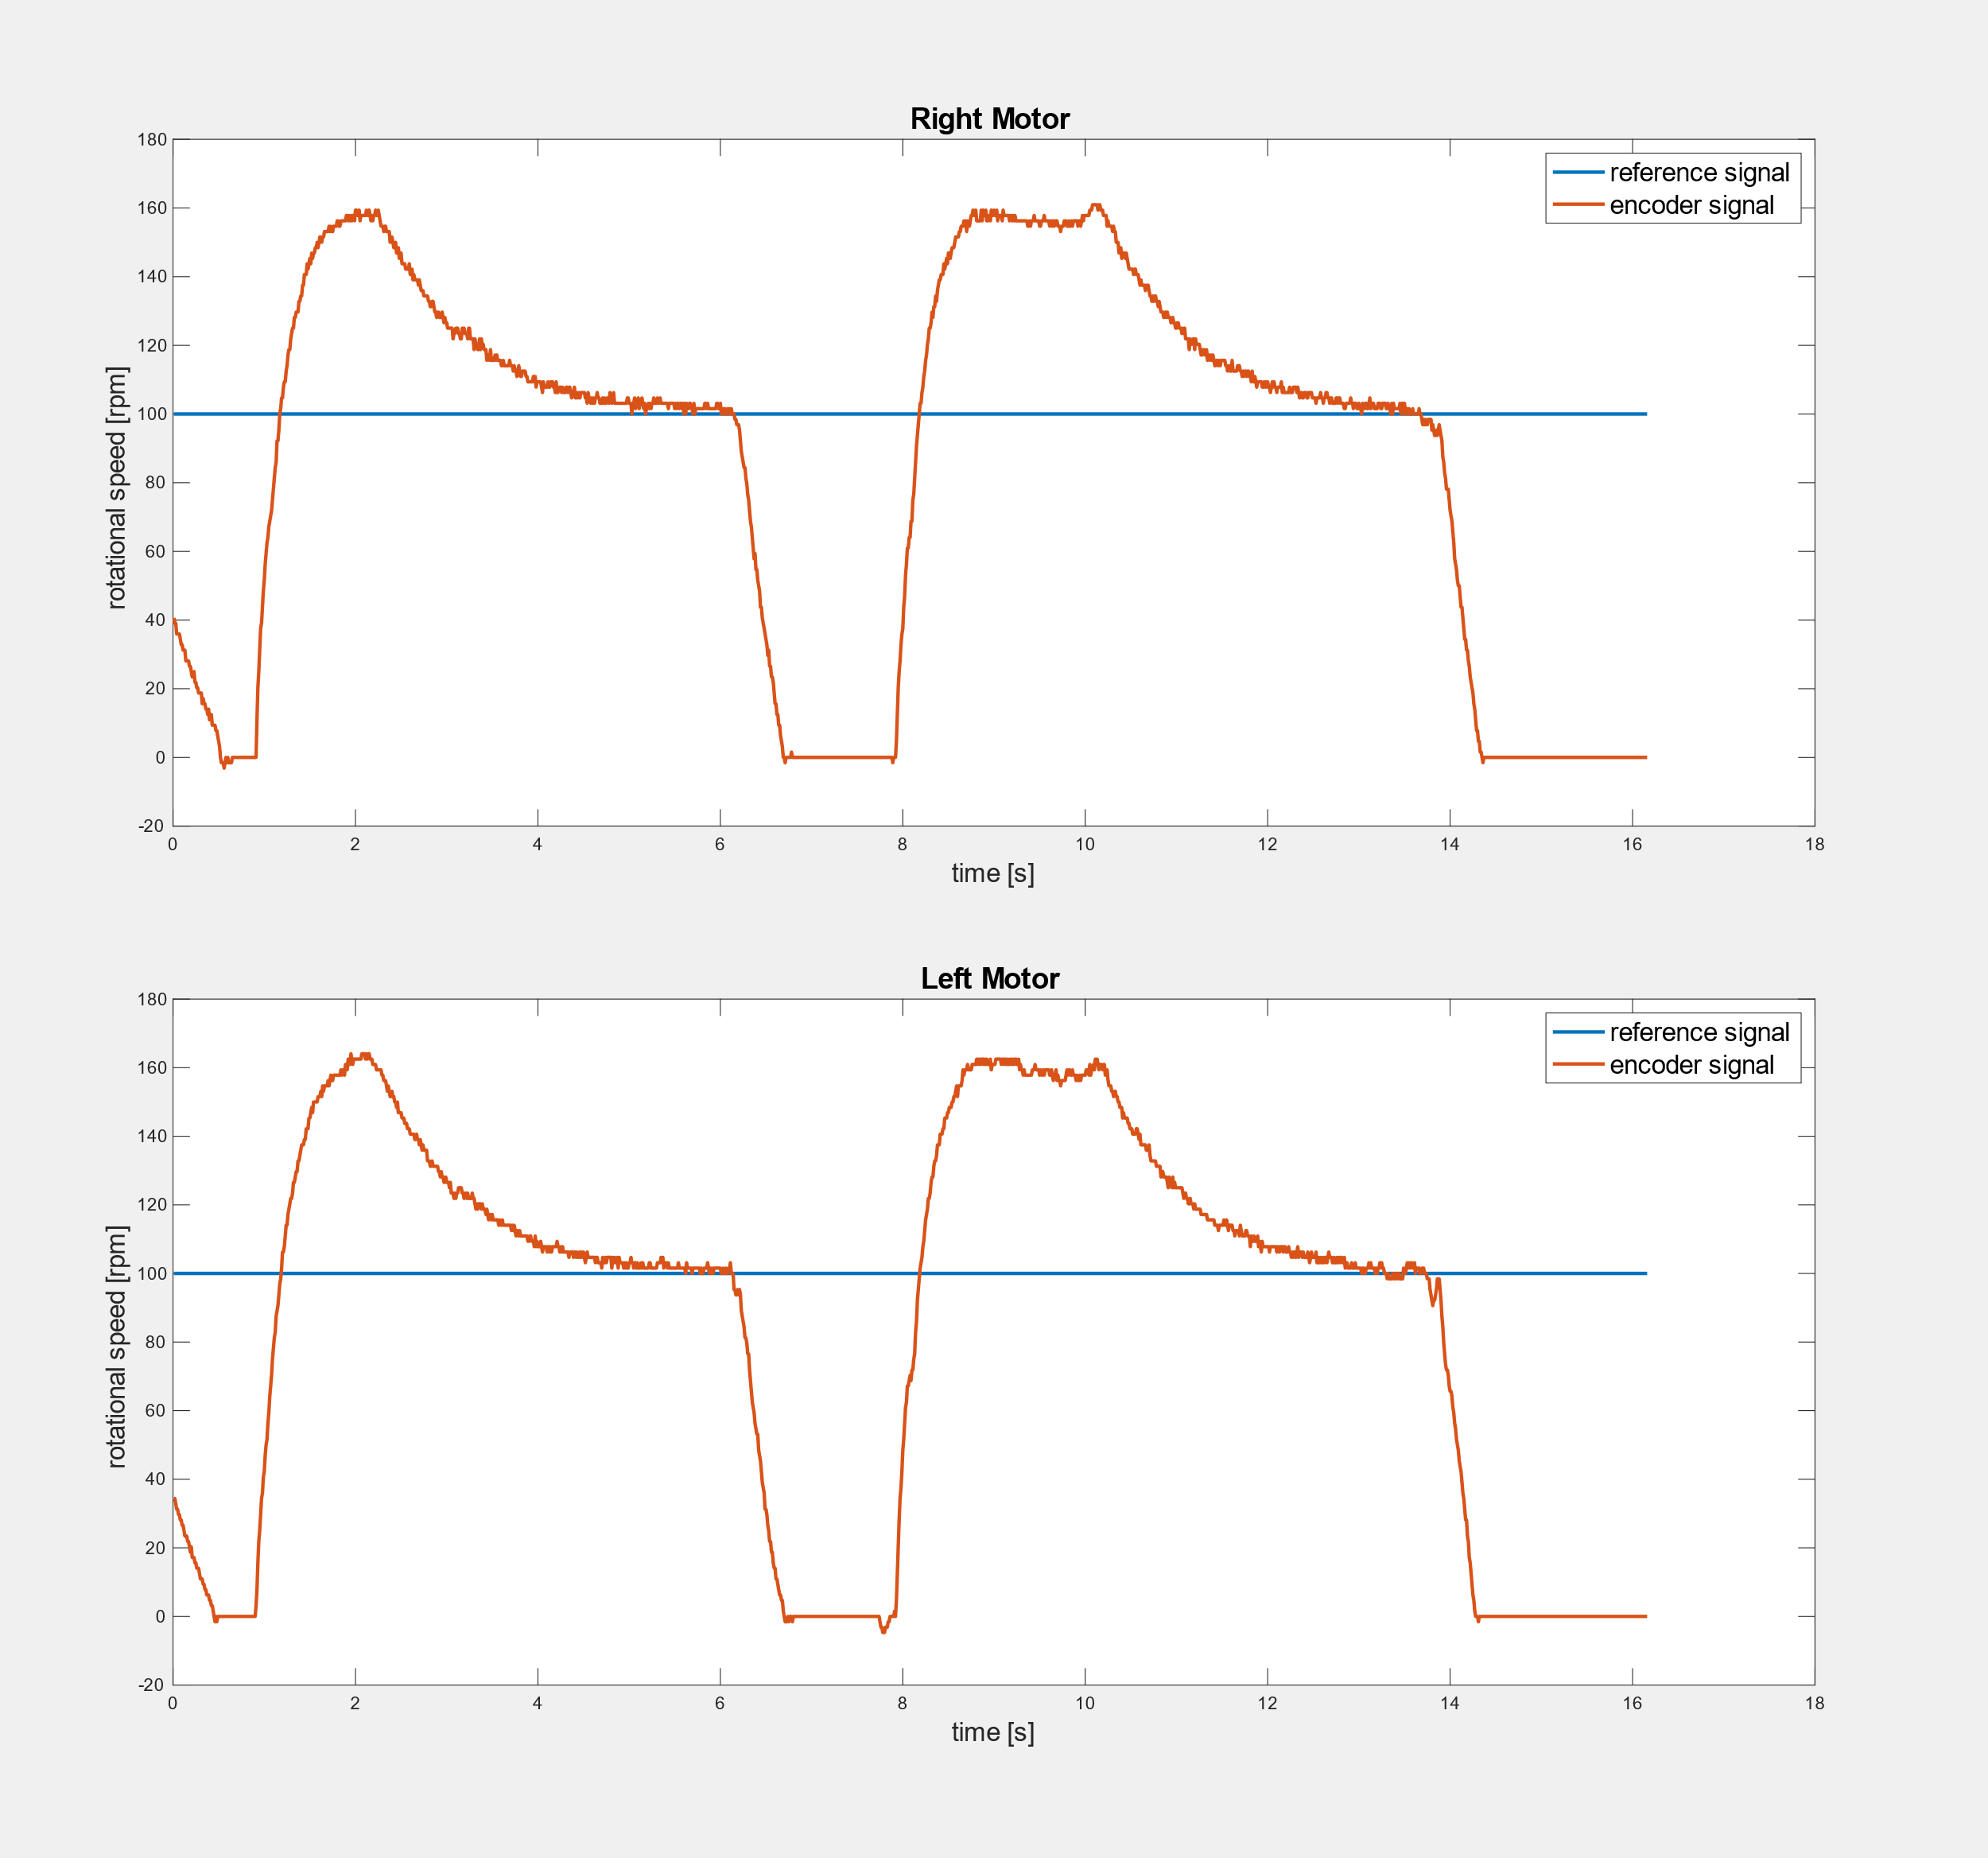 Right Motor
180
160
140
120
100
80
60
40
20
0
-20
rotational speed [rpm]
reference signal
encoder signal
0 2 4 6 8 10 12 14 16 18
time [s]
Left Motor
180
160
140
120
100
80
60
40
20
0
-20
rotational speed [rpm]
reference signal
encoder signal
0 2 4 6 8 10 12 14 16 18
time [s]